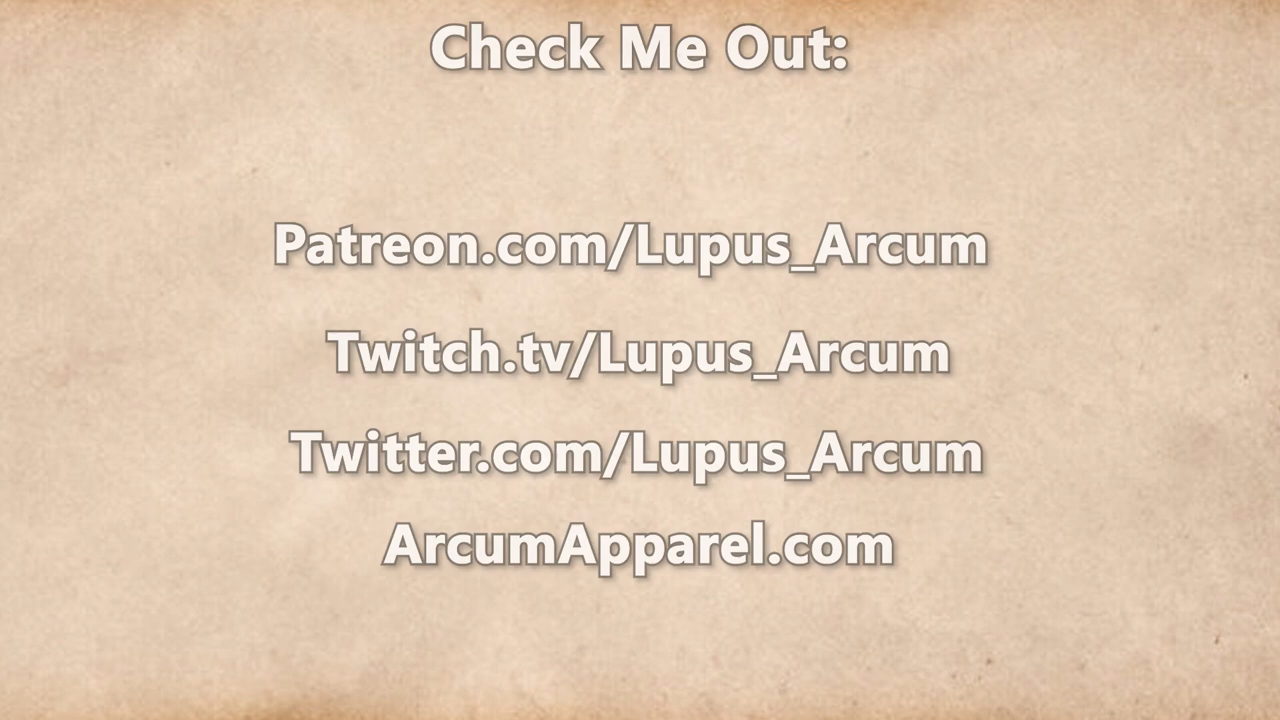 Check Me Out:
Patreon.com/Lupus_Arcum
Twitch.tv/Lupus_Arcum
Twitter.com/Lupus_Arcum
ArcumApparel.com